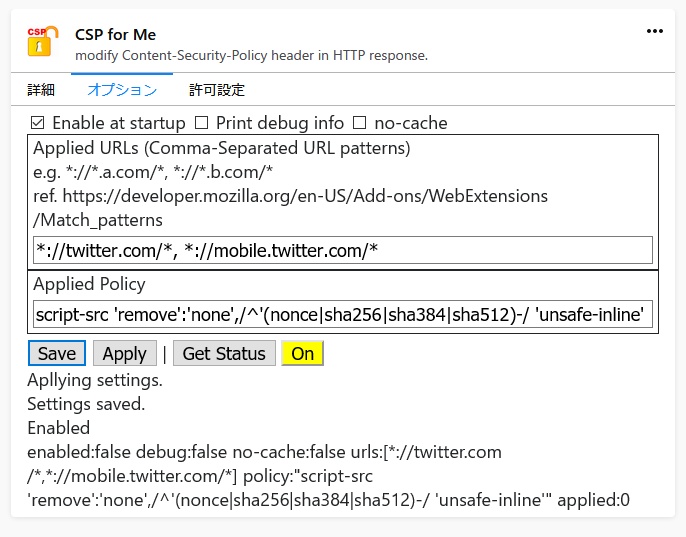 CSP
CSP for Me
modify Content-Security-Policy header in HTTP response.
詳細 オプション 許可設定
Enable at startup Print debug info no-cache
Applied URLs (Comma-Separated URL patterns)
e.g. *://*.a.com/*, *://*.b.com/*
ref. https://developer.mozilla.org/en-US/Add-ons/WebExtensions
/Match_patterns
*://twitter.com/*, *://mobile.twitter.com/*
Applied Policy
script-src 'remove':'none',/^'(nonce|sha256|sha384|sha512)-/ 'unsafe-inline'
Save Apply | Get Status On
Apllying settings.
Settings saved.
Enabled
enabled:false debug:false no-cache:false urls:[*://twitter.com
/*,*://mobile.twitter.com/*] policy:"script-src
'remove':'none',/^'(nonce|sha256|sha384|sha512)-/ 'unsafe-inline'" applied:0